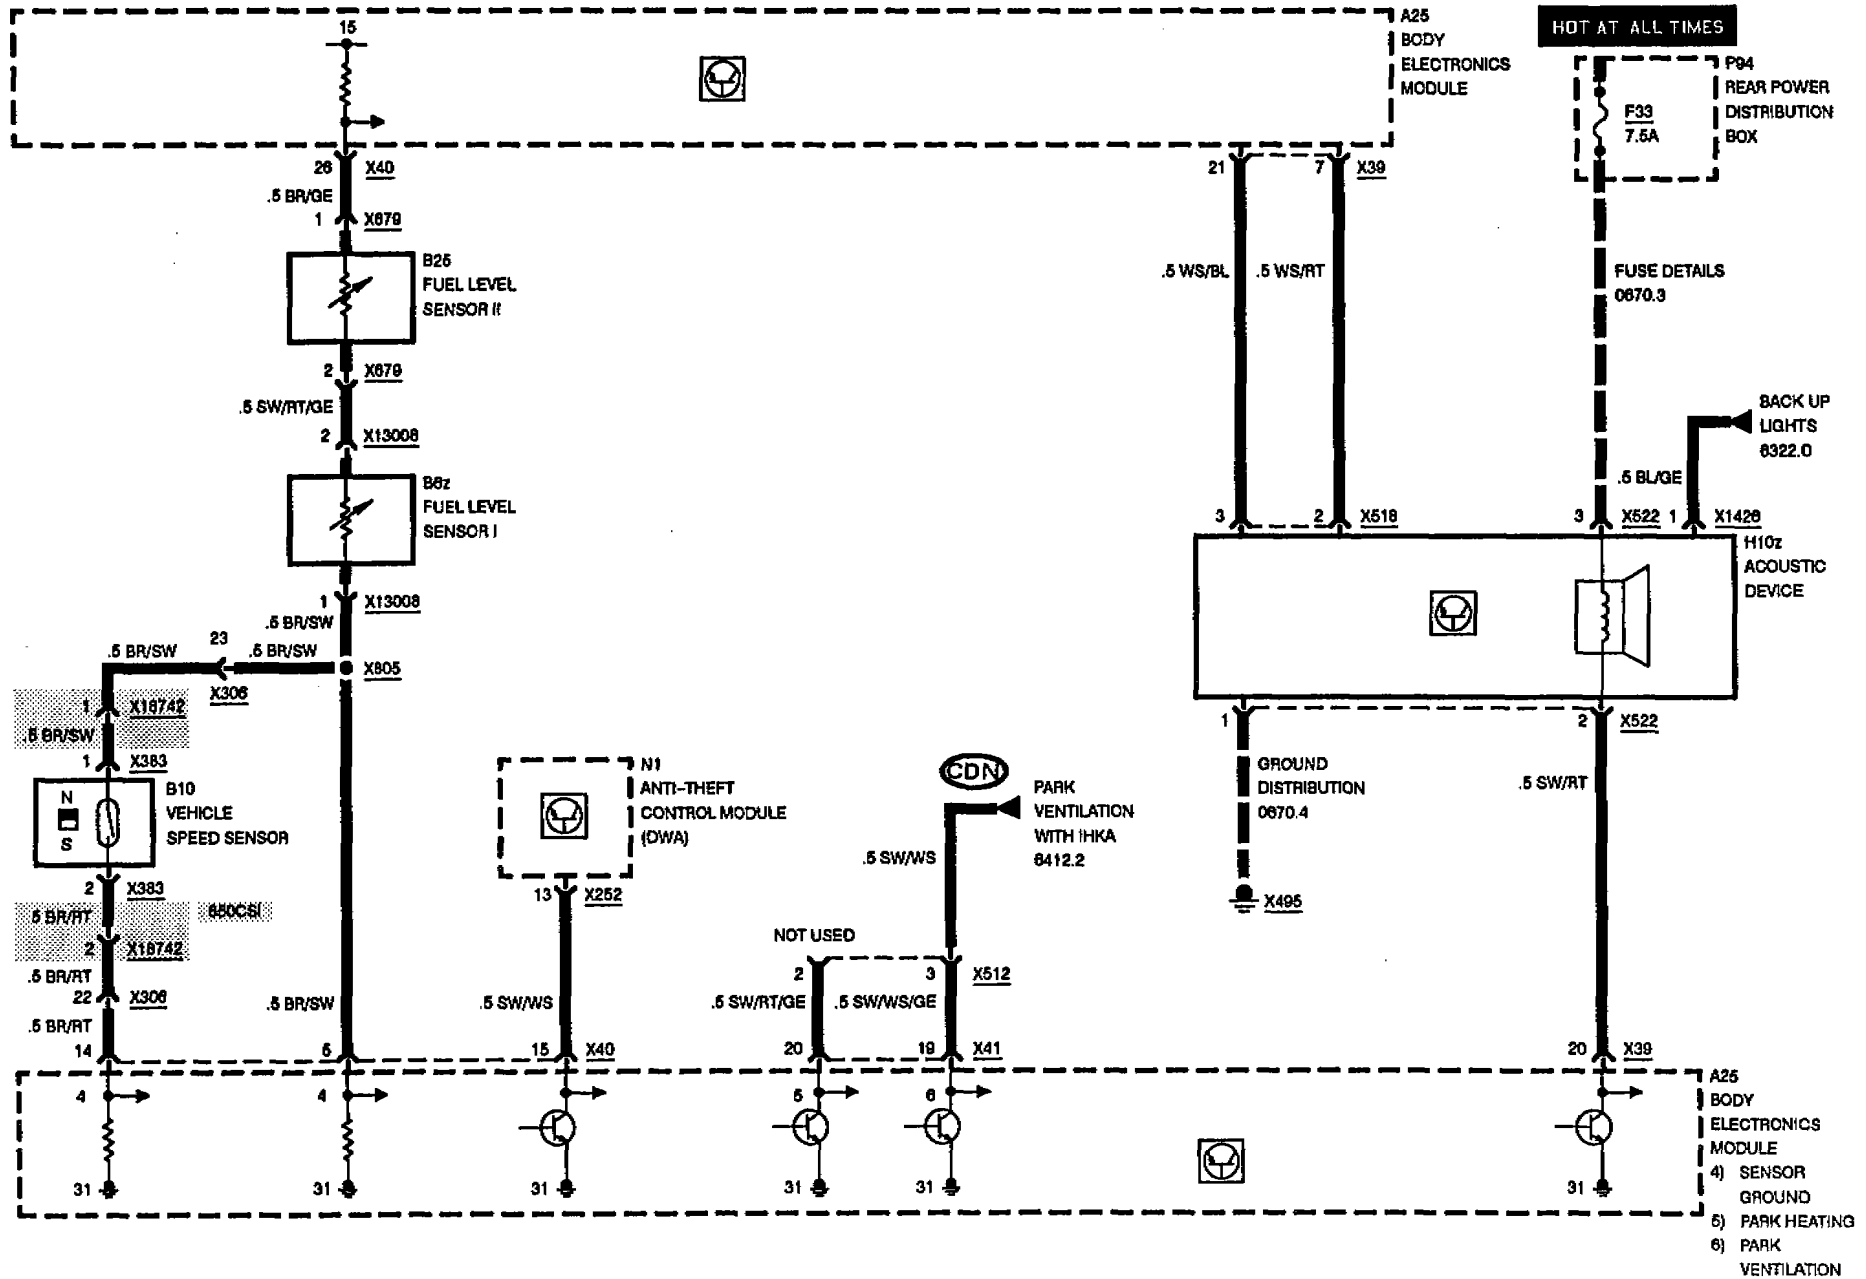 15
A25
BODY
ELECTRONICS
MODULE
HOT AT ALL TIMES
P94
REAR POWER
DISTRIBUTION
BOX
F33
7.5A
26 X40
.5 BR/GE
1 X679
21 7 X39
B25
FUEL LEVEL
SENSOR II
.5 WS/BL .5 WS/RT
FUSE DETAILS
0670.3
2 X679
.5 SW/RT/GE
2 X13008
BACK UP
LIGHTS
6322.0
.5 BL/GE
B6z
FUEL LEVEL
SENSOR I
3 2 X518 3 X522 1 X1426
H10z
ACOUSTIC
DEVICE
1 X13008
.5 BR/SW
.5 BR/SW 23 .5 BR/SW
X306 X805
1 X18742
.5 BR/SW
1 X383
B10
VEHICLE
SPEED SENSOR
N
S
2 X383
.5 BR/RT 850CSI
2 X18742
.5 BR/RT
22 X306
.5 BR/RT
.5 BR/SW
N1
ANTI-THEFT
CONTROL MODULE
(DWA)
13 X252
.5 SW/WS
CDN
PARK
VENTILATION
WITH IHKA
6412.2
.5 SW/WS
NOT USED
2 3 X512
.5 SW/RT/GE .5 SW/WS/GE
1 2 X522
GROUND
DISTRIBUTION
0670.4
X495
.5 SW/RT
14 5 15 X40 20 19 X41 20 X39
4 4 5 6
31 31 31 31 31 31
A25
BODY
ELECTRONICS
MODULE
4) SENSOR
GROUND
5) PARK HEATING
6) PARK
VENTILATION